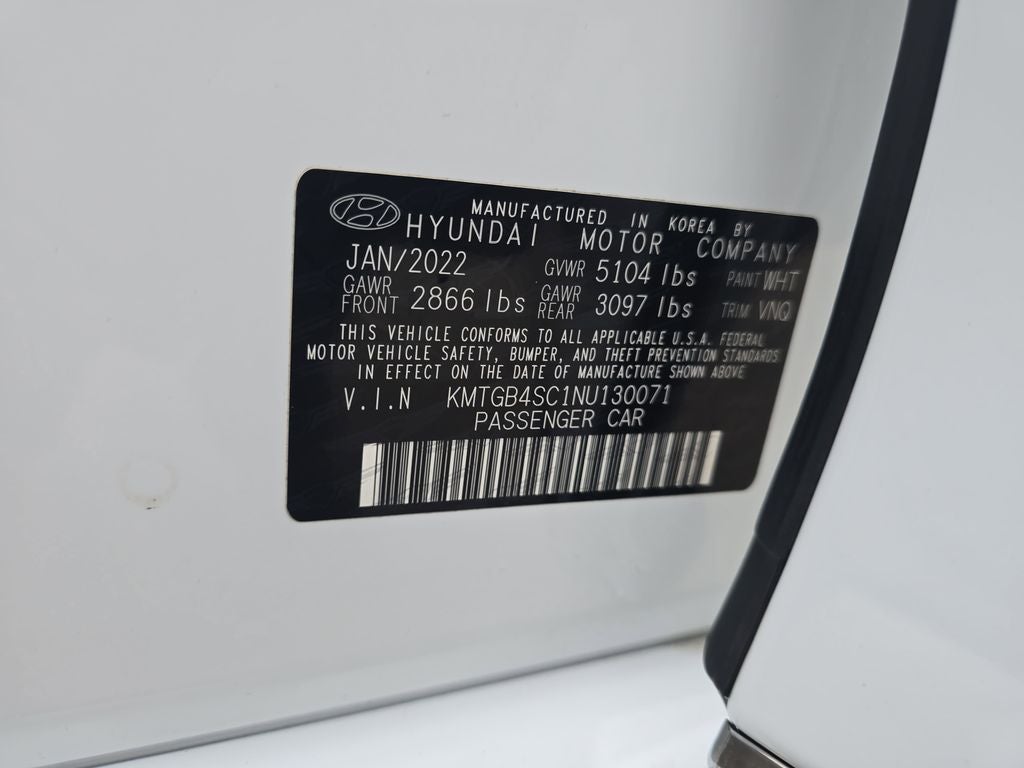 MANUFACTURED IN KOREA BY
HYUNDAI MOTOR COMPANY
JAN/2022 GVWR 5104 lbs PAINT WHT
GAWR FRONT 2866 lbs GAWR REAR 3097 lbs TRIM VNQ
THIS VEHICLE CONFORMS TO ALL APPLICABLE U.S.A. FEDERAL
MOTOR VEHICLE SAFETY, BUMPER, AND THEFT PREVENTION STANDARDS
IN EFFECT ON THE DATE OF MANUFACTURE SHOWN ABOVE
V.I.N KMTGB4SC1NU130071
PASSENGER CAR